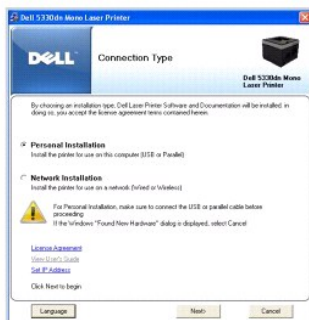 Dell 5330dn Mono Laser Printer
DELL
Connection Type
Dell 5330dn Mono
Laser Printer
By choosing an installation type, Dell Laser Printer Software and Documentation will be installed. in
doing so, you accept the license agreement terms contained herein.
Personal Installation
Install the printer for use on this computer (USB or Parallel)
Network Installation
Install the printer for use on a network (Wired or Wireless)
For Personal Installation, make sure to connect the USB or parallel cable before
proceeding
If the Windows "Found New Hardware" dialog is displayed, select Cancel
License Agreement
View User's Guide
Set IP Address
Click Next to begin
Language
Next>
Cancel